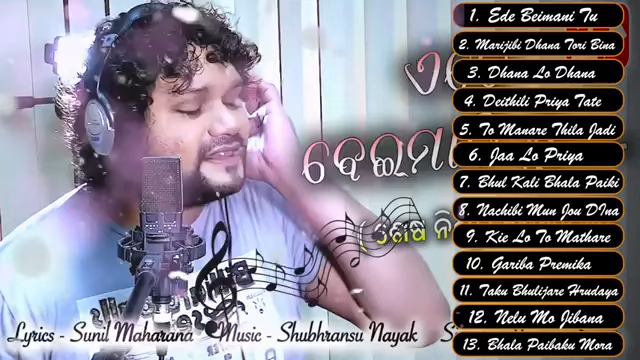 1. Ede Beimani Tu
2. Marijibi Dhana Tori Bina
3. Dhana Lo Dhana
4. Deithili Priya Tate
5. To Manare Thila Jadi
6. Jaa Lo Priya
7. Bhul Kali Bhala Paiki
8. Nachibi Mun Jou DIna
9. Kie Lo To Mathare
10. Gariba Premika
11. Taku Bhulijare Hrudaya
12. Nelu Mo Jibana
13. Bhala Paibaku Mora
Lyrics - Sunil Maharana Music - Shubhransu Nayak